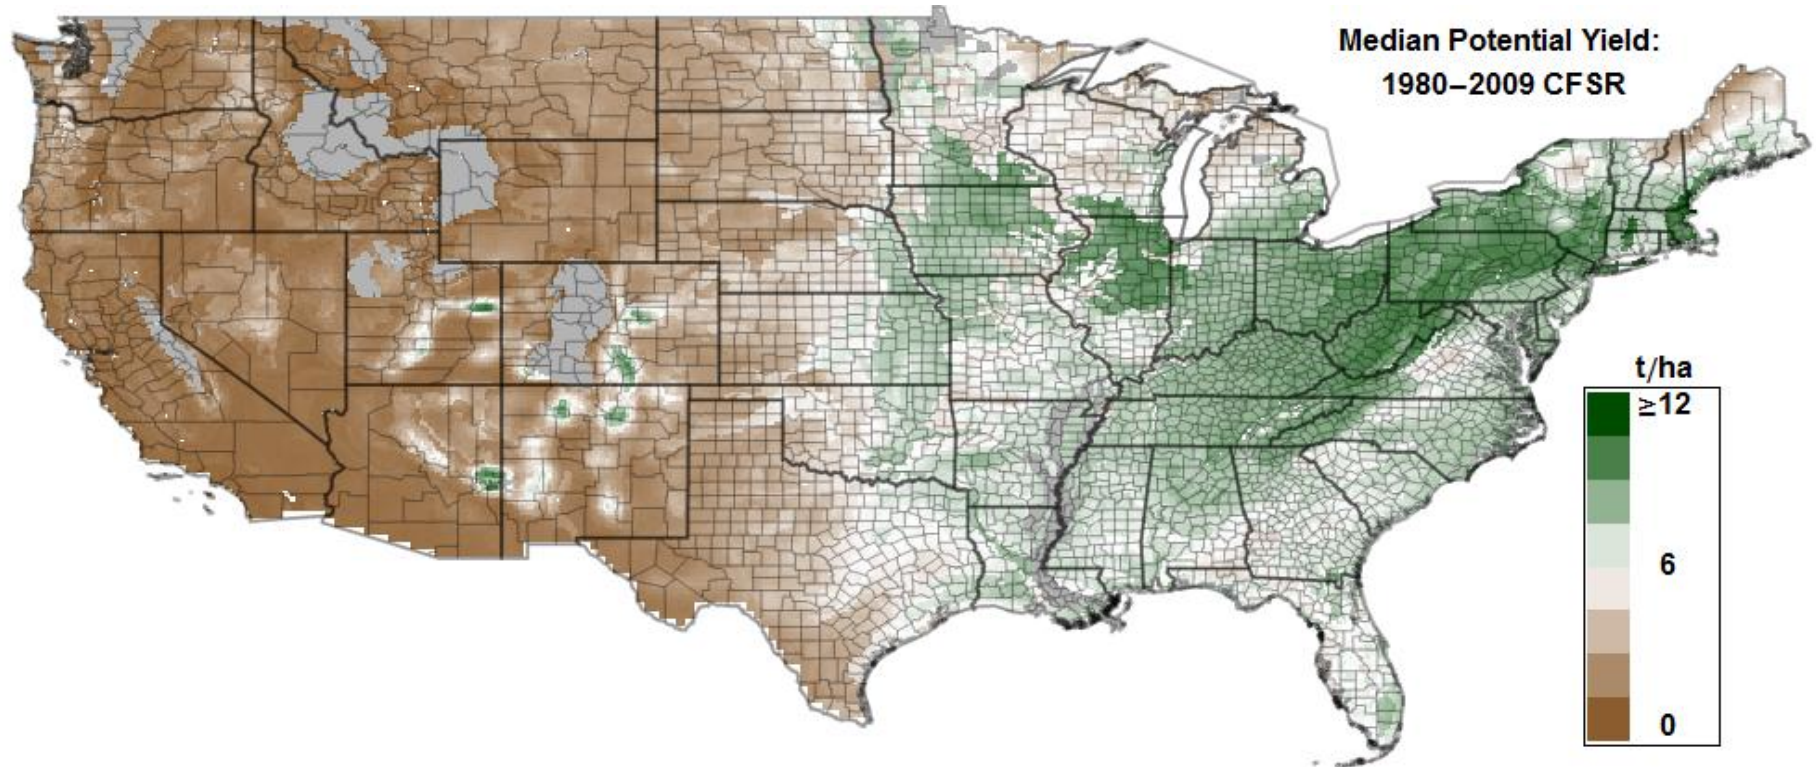 Median Potential Yield:
1980–2009 CFSR
t/ha
≥12
6
0